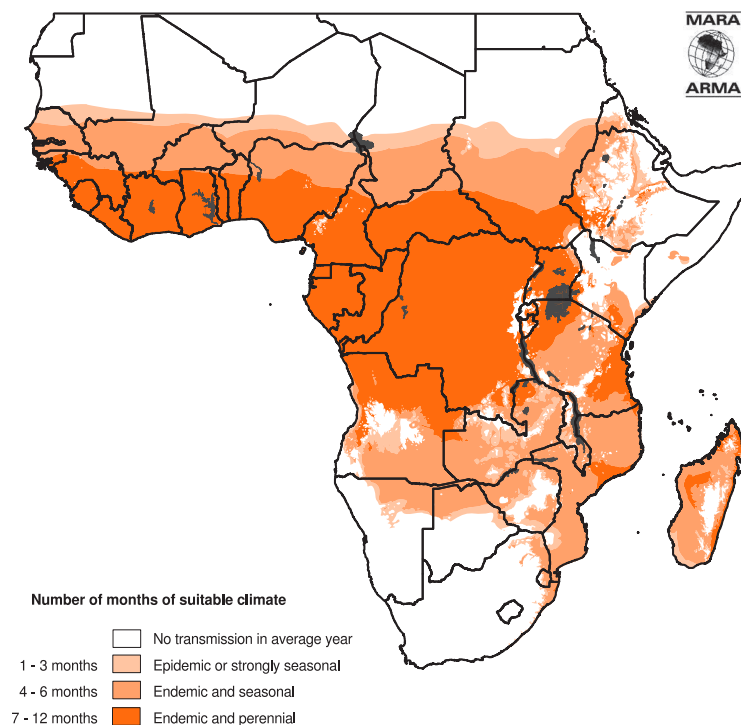 MARA
ARMA
Number of months of suitable climate
No transmission in average year
1 - 3 months Epidemic or strongly seasonal
4 - 6 months Endemic and seasonal
7 - 12 months Endemic and perennial